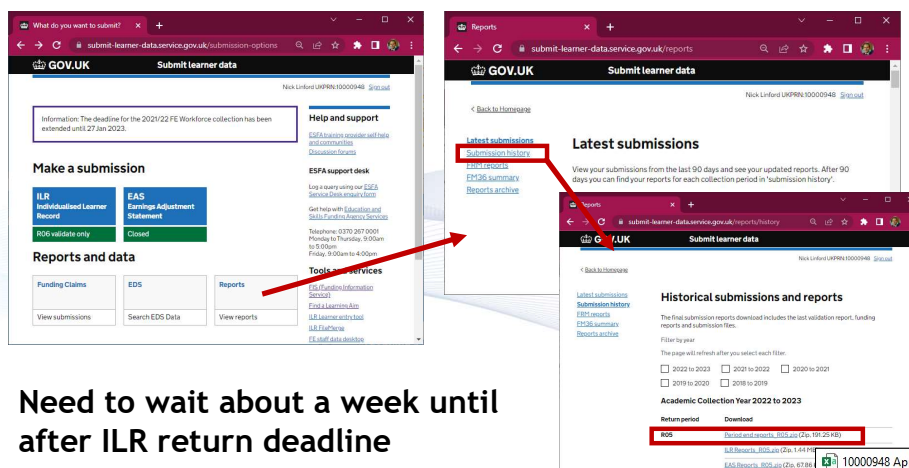 What do you want to submit?
submit-learner-data.service.gov.uk/submission-options
GOV.UK
Submit learner data
Nick Linford UKPRN:10000948 Sign out
Information: The deadline for the 2021/22 FE Workforce collection has been
extended until 27 Jan
2023.
Make a submission
ILR
Individualised Learner
Record
R06 validate only
EAS
Earnings Adjustment
Statement
Closed
Reports and data
Funding Claims
View submissions
EDS
Search EDS Data
Reports
View reports
Help and support
ESFA training provider self-help
and communities
Discussion forums
ESFA support desk
Log a query using our ESFA
Service Desk enquiry form
Get help with Education and
Skills Funding Agency Services
Telephone: 0370 267 0001
Monday to Thursday, 9:00am
to 5:00pm
Friday, 9:00am to 4:00pm
Tools and services
FIS (Funding Information
Service)
Find a Learning Aim
ILR Learner entry tool
ILR FileMerge
FE staff data desktop
Reports
submit-learner-data.service.gov.uk/reports
GOV.UK
Submit learner data
Nick Linford UKPRN:10000948 Sign out
< Back to Homepage
Latest submissions
Submission history
FRM reports
FM36 summary
Reports archive
Latest submissions
View your submissions from the last 90 days and see your updated reports. After 90
days you can find your reports for each collection period in 'submission history'.
Reports
submit-learner-data.service.gov.uk/reports/history
GOV.UK
Submit learner data
Nick Linford UKPRN:10000948 Sign out
< Back to Homepage
Latest submissions
Submission history
FRM reports
FM36 summary
Reports archive
Historical submissions and reports
The final submission reports download includes the last validation report, funding
reports and submission files.
Filter by year
The page will refresh after you select each filter.
2022 to 2023
2021 to 2022
2020 to 2021
2019 to 2020
2018 to 2019
Academic Collection Year 2022 to 2023
Return period
Download
R05
Period end reports_R05.zip (Zip, 191.25 KB)
ILR Reports_R05.zip (Zip, 1.44 MB
EAS Reports_R05.zip (Zip, 67.86
10000948 Ap
Need to wait about a week until
after ILR return deadline